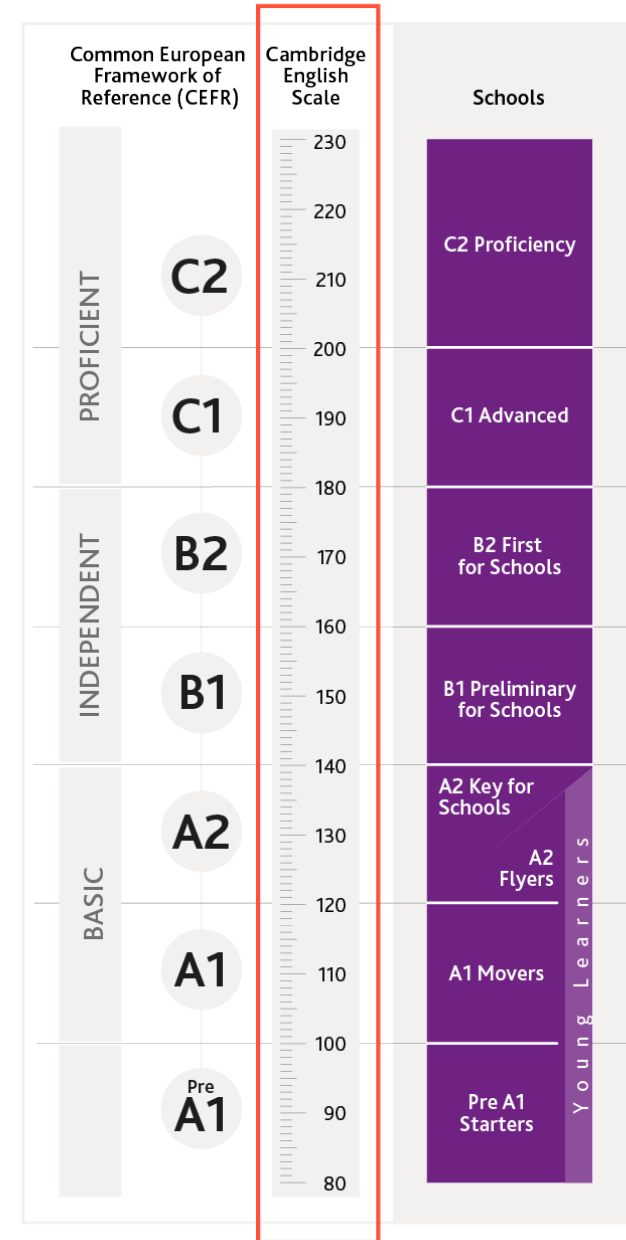 Common European
Framework of
Reference (CEFR)
Cambridge
English
Scale
Schools
PROFICIENT
INDEPENDENT
BASIC
C2
C1
B2
B1
A2
A1
Pre
A1
230
220
210
200
190
180
170
160
150
140
130
120
110
100
90
80
C2 Proficiency
C1 Advanced
B2 First
for Schools
B1 Preliminary
for Schools
A2 Key for
Schools
A2
Flyers
A1 Movers
Pre A1
Starters
Young Learners